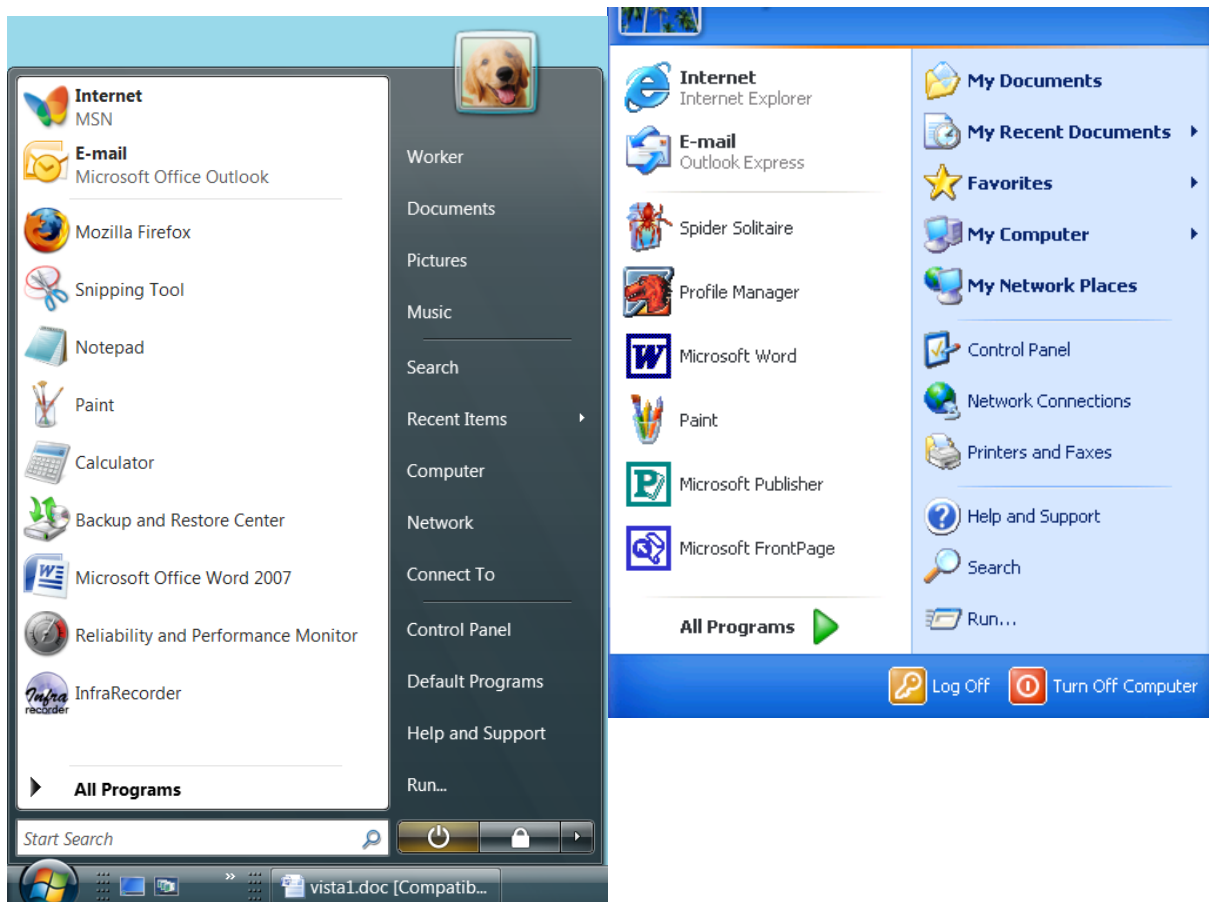 Internet
MSN
E-mail
Microsoft Office Outlook
Mozilla Firefox
Snipping Tool
Notepad
Paint
Calculator
Backup and Restore Center
Microsoft Office Word 2007
Reliability and Performance Monitor
Infra
recorder
InfraRecorder
All Programs
Start Search
Worker
Documents
Pictures
Music
Search
Recent Items
Computer
Network
Connect To
Control Panel
Default Programs
Help and Support
Run...
vista1.doc [Compatib...
Internet
Internet Explorer
E-mail
Outlook Express
Spider Solitaire
Profile Manager
Microsoft Word
Paint
Microsoft Publisher
Microsoft FrontPage
All Programs
My Documents
My Recent Documents
Favorites
My Computer
My Network Places
Control Panel
Network Connections
Printers and Faxes
Help and Support
Search
Run...
Log Off
Turn Off Computer